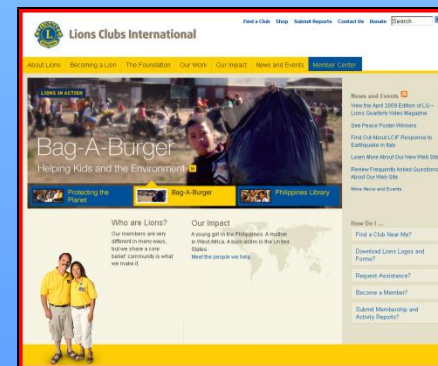 Find a Club Shop Submit Reports Contact Us Donate Search
Lions Clubs International
About Lions Becoming a Lion The Foundation Our Work Our Impact News and Events Member Center
LIONS IN ACTION
Bag-A-Burger
Helping Kids and the Environment
Protecting the
Planet
Bag-A-Burger
Philippines Library
News and Events
View the April 2009 Edition of LQ –
Lions Quarterly Video Magazine
See Peace Poster Winners
Find Out About LCIF Response to
Earthquake in Italy
Learn More About Our New Web Site
Review Frequently Asked Questions
About Our Web Site
More News and Events
Who are Lions?
Our members are very
different in many ways,
but we share a core
belief: community is what
we make it.
Our Impact
A young girl in the Philippines. A mother
in West Africa. A burn victim in the United
States.
Meet the people we help
How Do I ...
Find a Club Near Me?
Download Lions Logos and
Forms?
Request Assistance?
Become a Member?
Submit Membership and
Activity Reports?